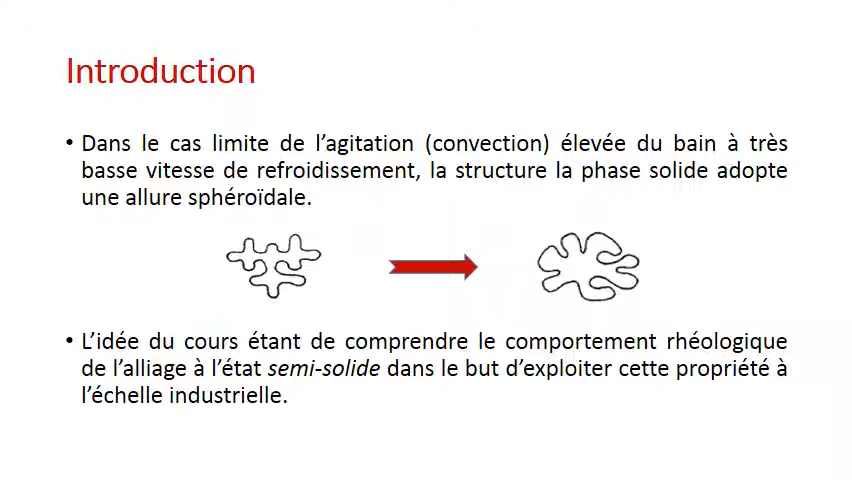 Introduction
• Dans le cas limite de l’agitation (convection) élevée du bain à très
basse vitesse de refroidissement, la structure la phase solide adopte
une allure sphéroïdale.
• L’idée du cours étant de comprendre le comportement rhéologique
de l’alliage à l’état semi-solide dans le but d’exploiter cette propriété à
l’échelle industrielle.